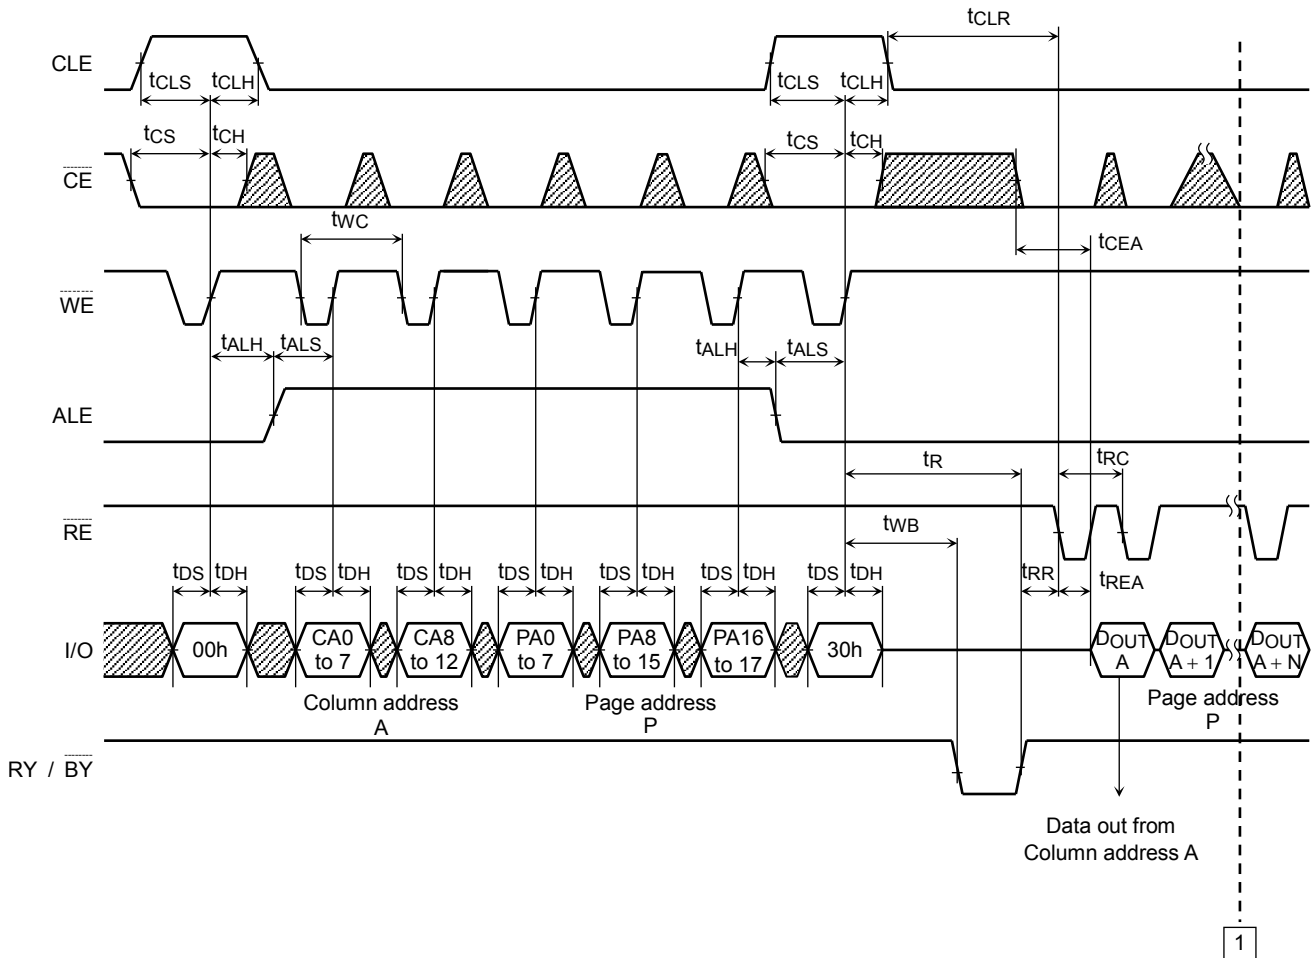 tCLR
CLE
tCLS tCLH tCLS tCLH
tCS tCH tCS tCH
CE
tWC
tCEA
WE
tALH tALS tALH tALS
ALE
tR tRC
RE
tWB
tDS tDH tDS tDH tDS tDH tDS tDH tDS tDH tDS tDH tDS tDH tRR tREA
I/O 00h CA0 to 7 CA8 to 12 PA0 to 7 PA8 to 15 PA16 to 17 30h DOUT A DOUT A + 1 DOUT A + N
Column address A
Page address P
Page address P
RY / BY
Data out from
Column address A
1